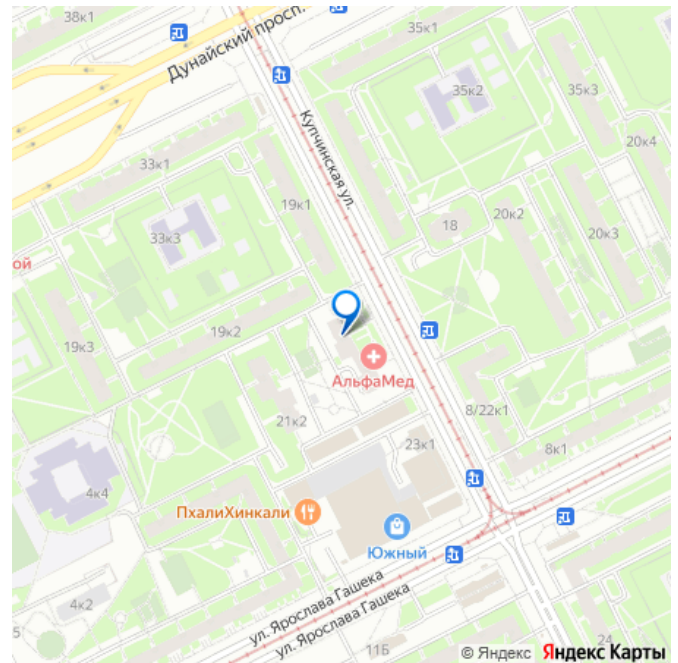 38к1
35к1
Дунайский просп.
35к2
35к3
Купчинская ул.
20к4
33к1
19к1
20к2
18
33к3
20к3
ой
19к2
19к3
АльфаМед
8/22к1
21к2
23к1
8к1
4к4
ПхалиХинкали
Южный
4к2
ул. Ярослава Гашека
ул. Ярослава Гашека
5
11Б
24
© Яндекс Яндекс Карты